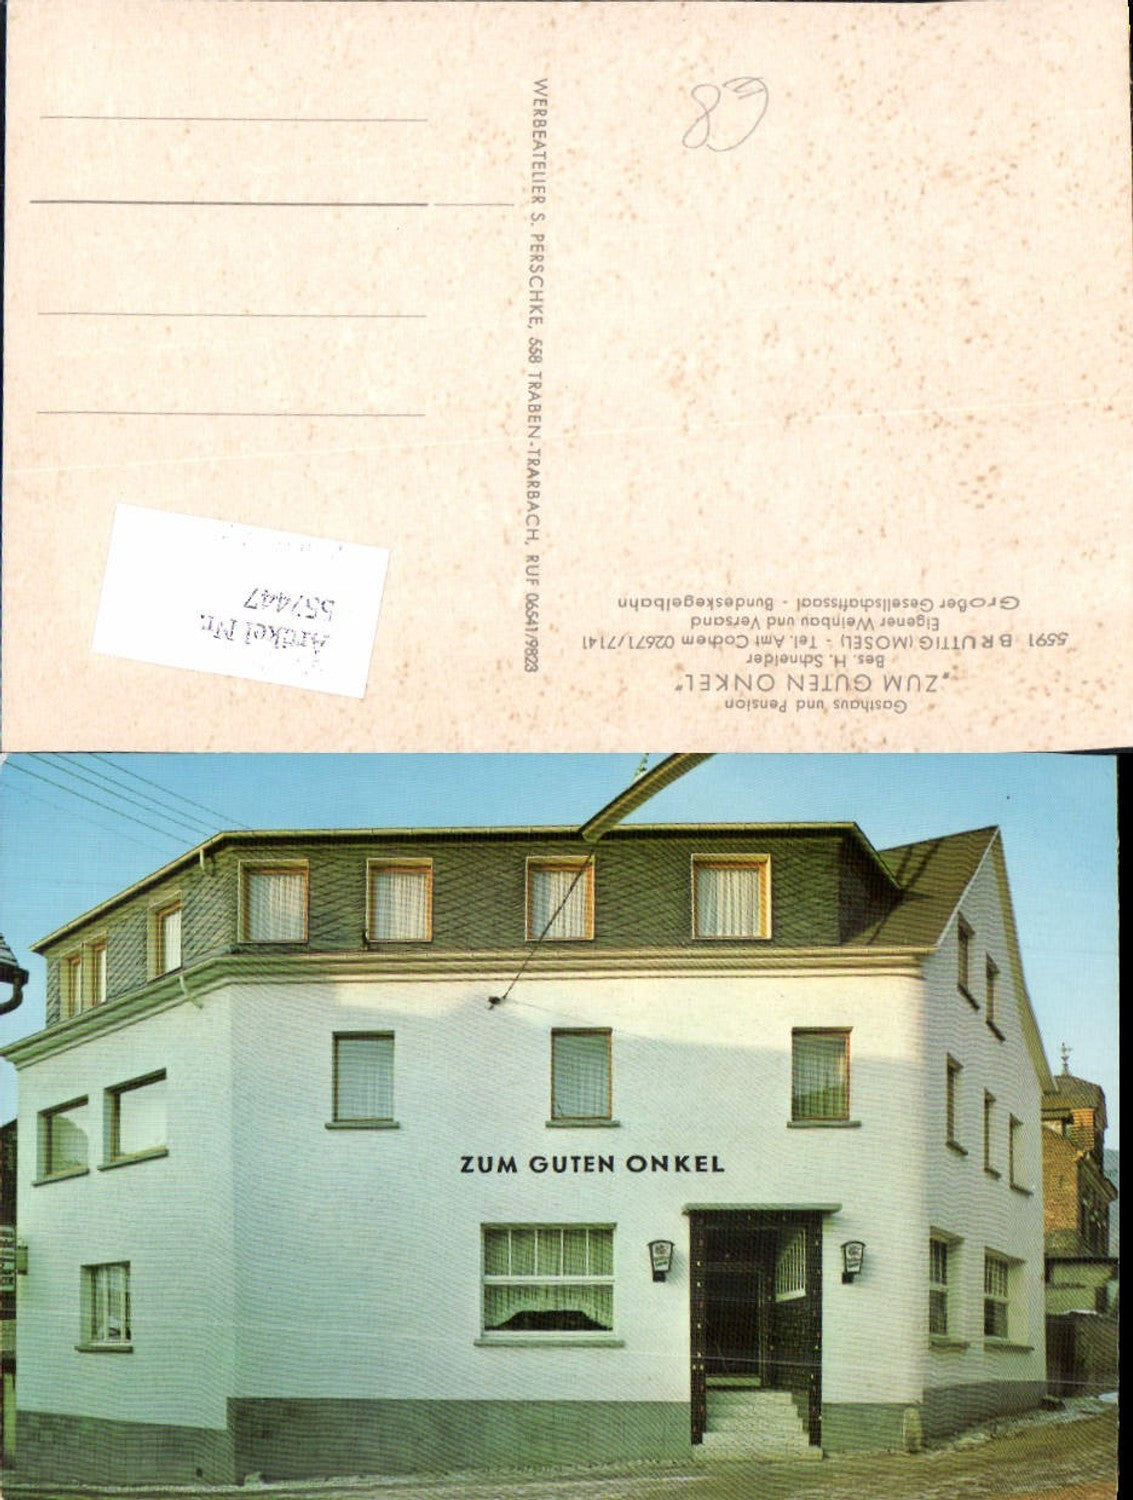 Gasthaus und Pension
"ZUM GUTEN ONKEL"
Bes. H. Schneider
5591 BRUTTIG (MOSEL) - Tel. Amt Cochem 02671/7141
Eigener Weinbau und Versand
Großer Gesellschaftssaal - Bundeskegelbahn
WERBEATELIER S. PERSCHKE, 558 TRABEN-TRARBACH, RUF 06541/9823
Artikel Nr.
557447
ZUM GUTEN ONKEL